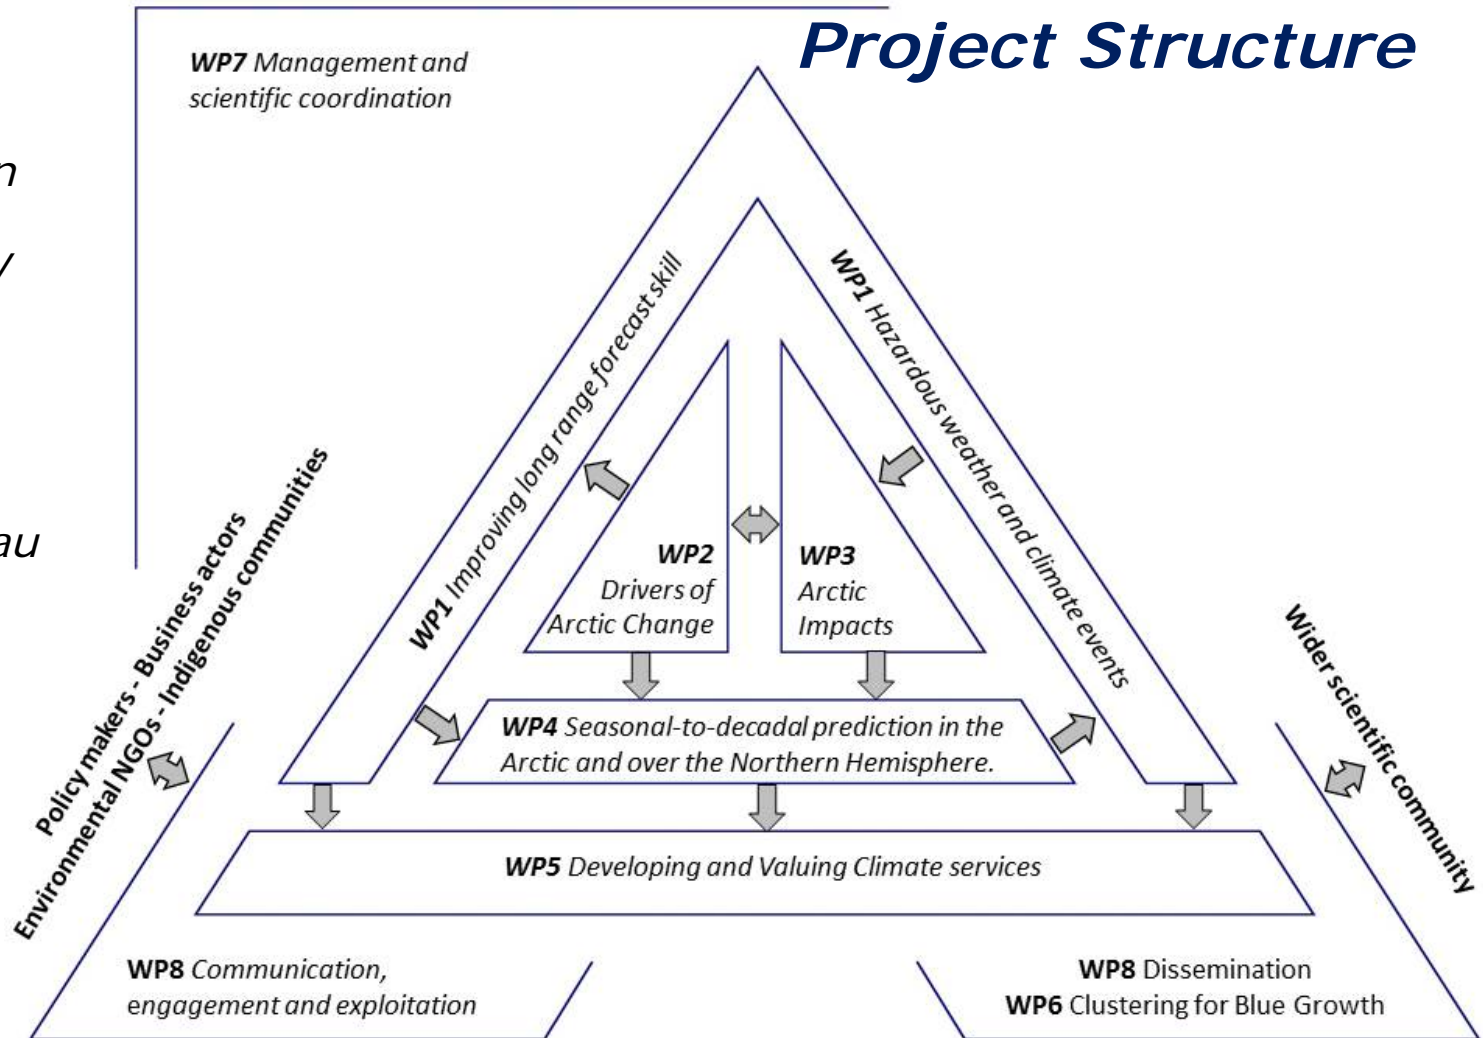 Project Structure
WP7 Management and
scientific coordination
au
WP1 Improving long range forecast skill
WP1 Hazardous weather and climate events
WP2
Drivers of
Arctic Change
WP3
Arctic
Impacts
WP4 Seasonal-to-decadal prediction in the
Arctic and over the Northern Hemisphere.
WP5 Developing and Valuing Climate services
Policy makers - Business actors
Environmental NGOs - Indigenous communities
Wider scientific community
WP8 Communication,
engagement and exploitation
WP8 Dissemination
WP6 Clustering for Blue Growth